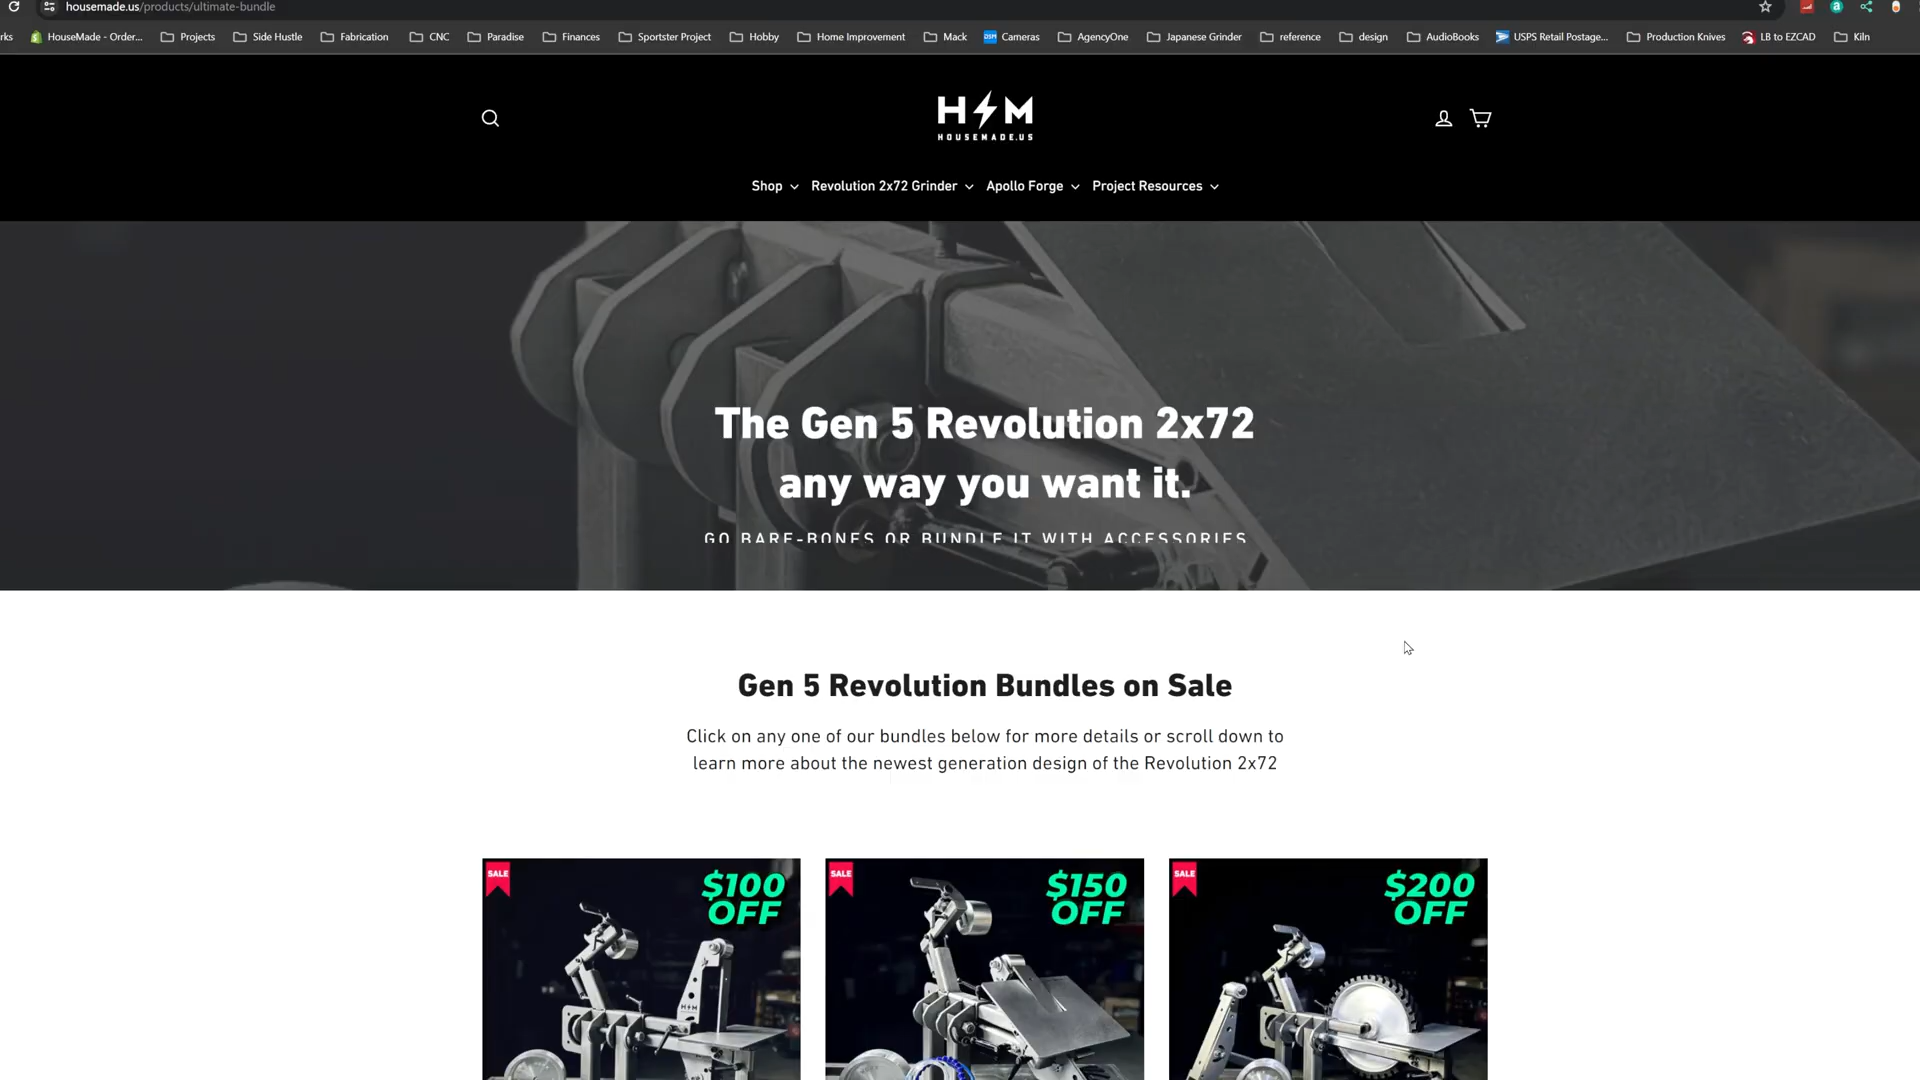 housemade.us/products/ultimate-bundle
rks
HouseMade - Order...
Projects
Side Hustle
Fabrication
CNC
Paradise
Finances
Sportster Project
Hobby
Home Improvement
Mack
Cameras
AgencyOne
Japanese Grinder
reference
design
AudioBooks
USPS Retail Postage...
Production Knives
LB to EZCAD
Kiln
H M
HOUSEMADE.US
Shop
Revolution 2x72 Grinder
Apollo Forge
Project Resources
The Gen 5 Revolution 2x72
any way you want it.
GO BARE-BONES OR BUNDLE IT WITH ACCESSORIES
Gen 5 Revolution Bundles on Sale
Click on any one of our bundles below for more details or scroll down to
learn more about the newest generation design of the Revolution 2x72
SALE
$100
OFF
H M
SALE
$150
OFF
SALE
$200
OFF